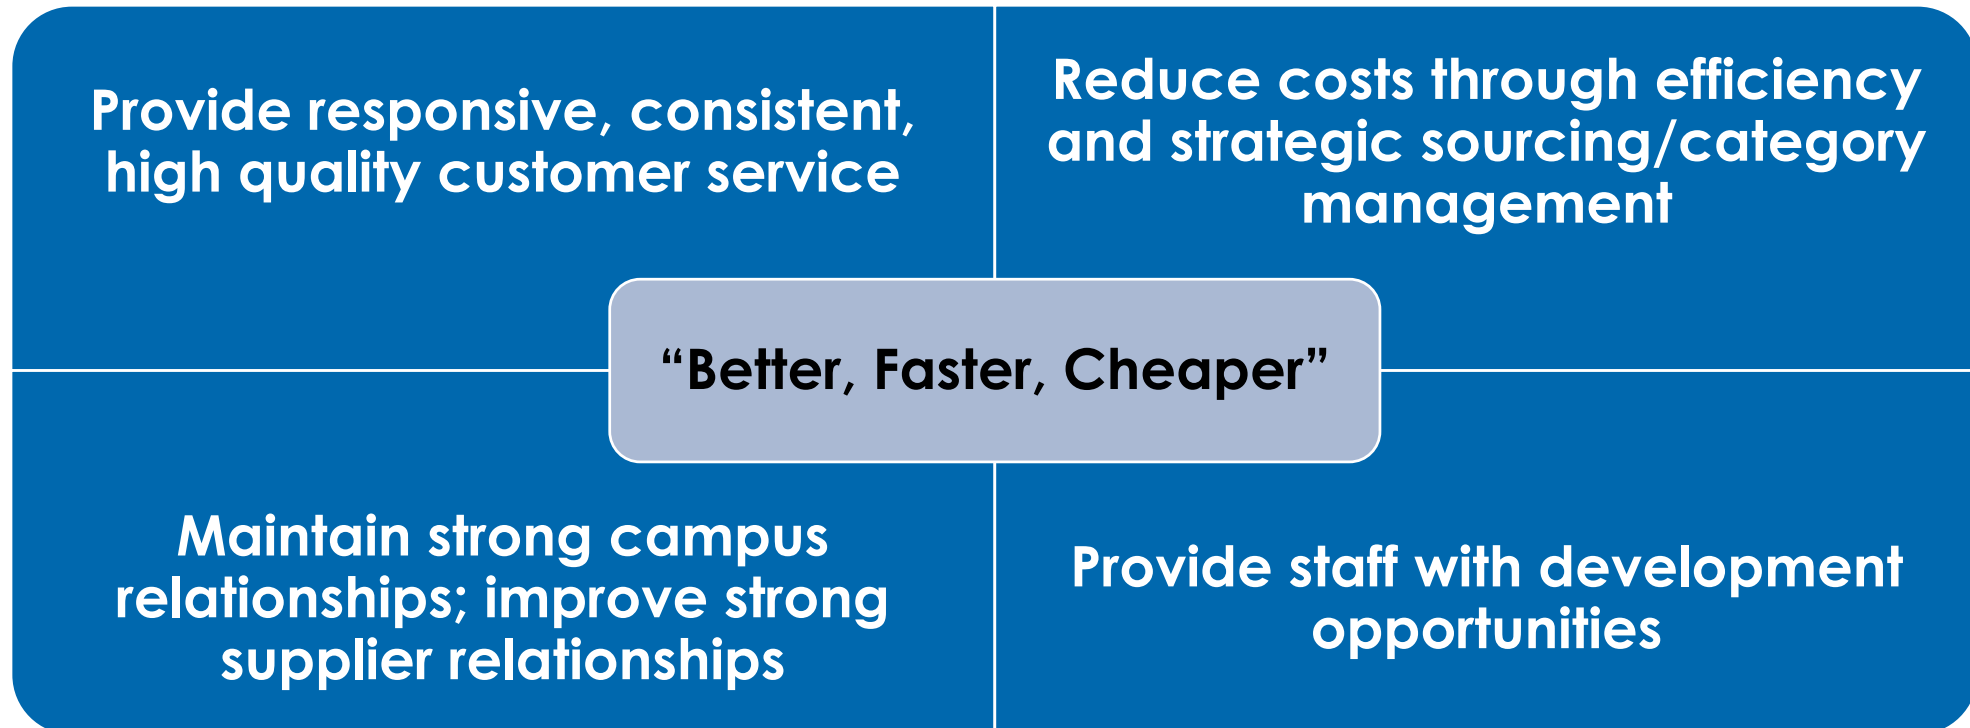 Provide responsive, consistent,
high quality customer service
Reduce costs through efficiency
and strategic sourcing/category
management
“Better, Faster, Cheaper”
Maintain strong campus
relationships; improve strong
supplier relationships
Provide staff with development
opportunities